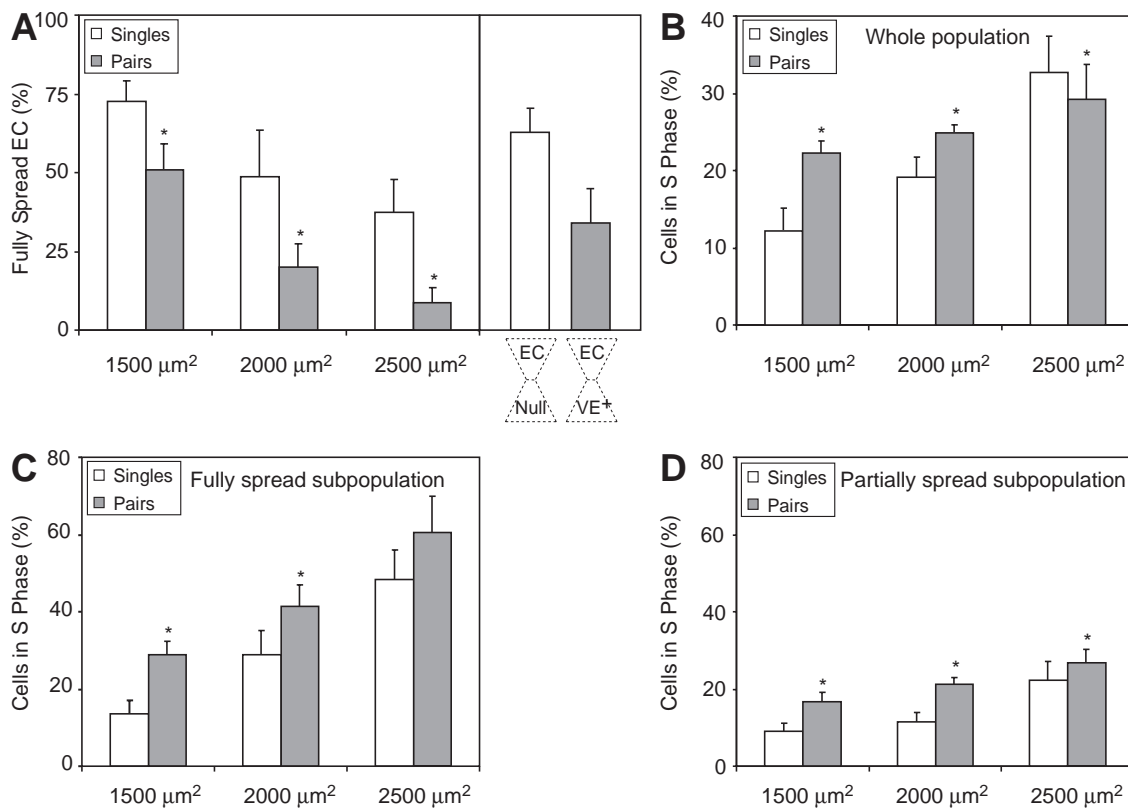 A
Fully Spread EC (%)
100
75
50
25
0
Singles
Pairs
*
*
*
1500 µm²
2000 µm²
2500 µm²
EC
Null
EC
VE+
B
Whole population
Cells in S Phase (%)
40
30
20
10
0
Singles
Pairs
*
*
*
1500 µm²
2000 µm²
2500 µm²
C
Fully spread subpopulation
Cells in S Phase (%)
80
60
40
20
0
Singles
Pairs
*
*
1500 µm²
2000 µm²
2500 µm²
D
Partially spread subpopulation
Cells in S Phase (%)
80
60
40
20
0
Singles
Pairs
*
*
*
1500 µm²
2000 µm²
2500 µm²